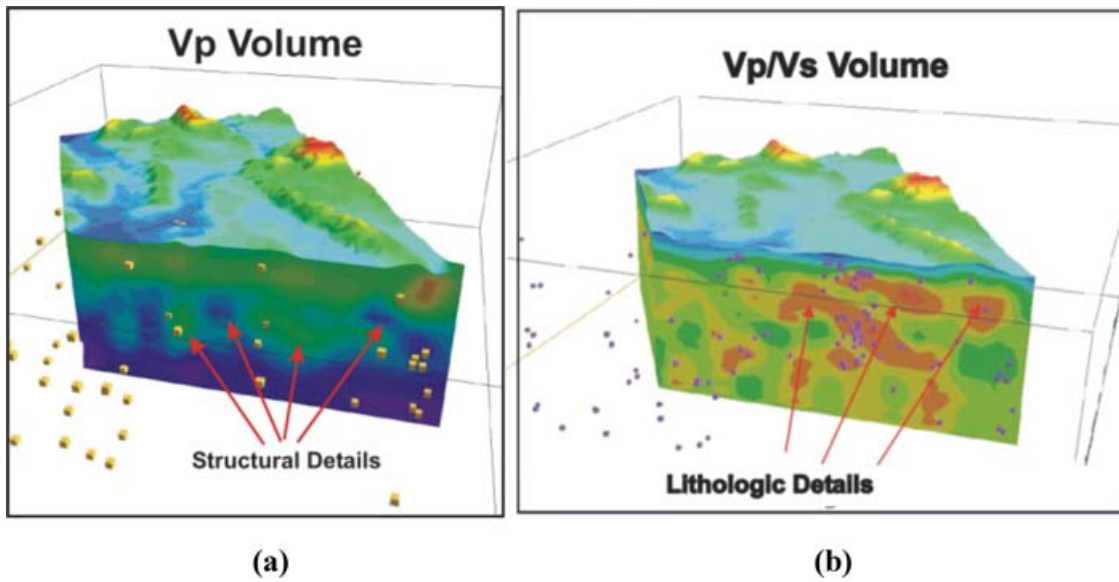 Vp Volume
Structural Details
(a)
Vp/Vs Volume
Lithologic Details
(b)